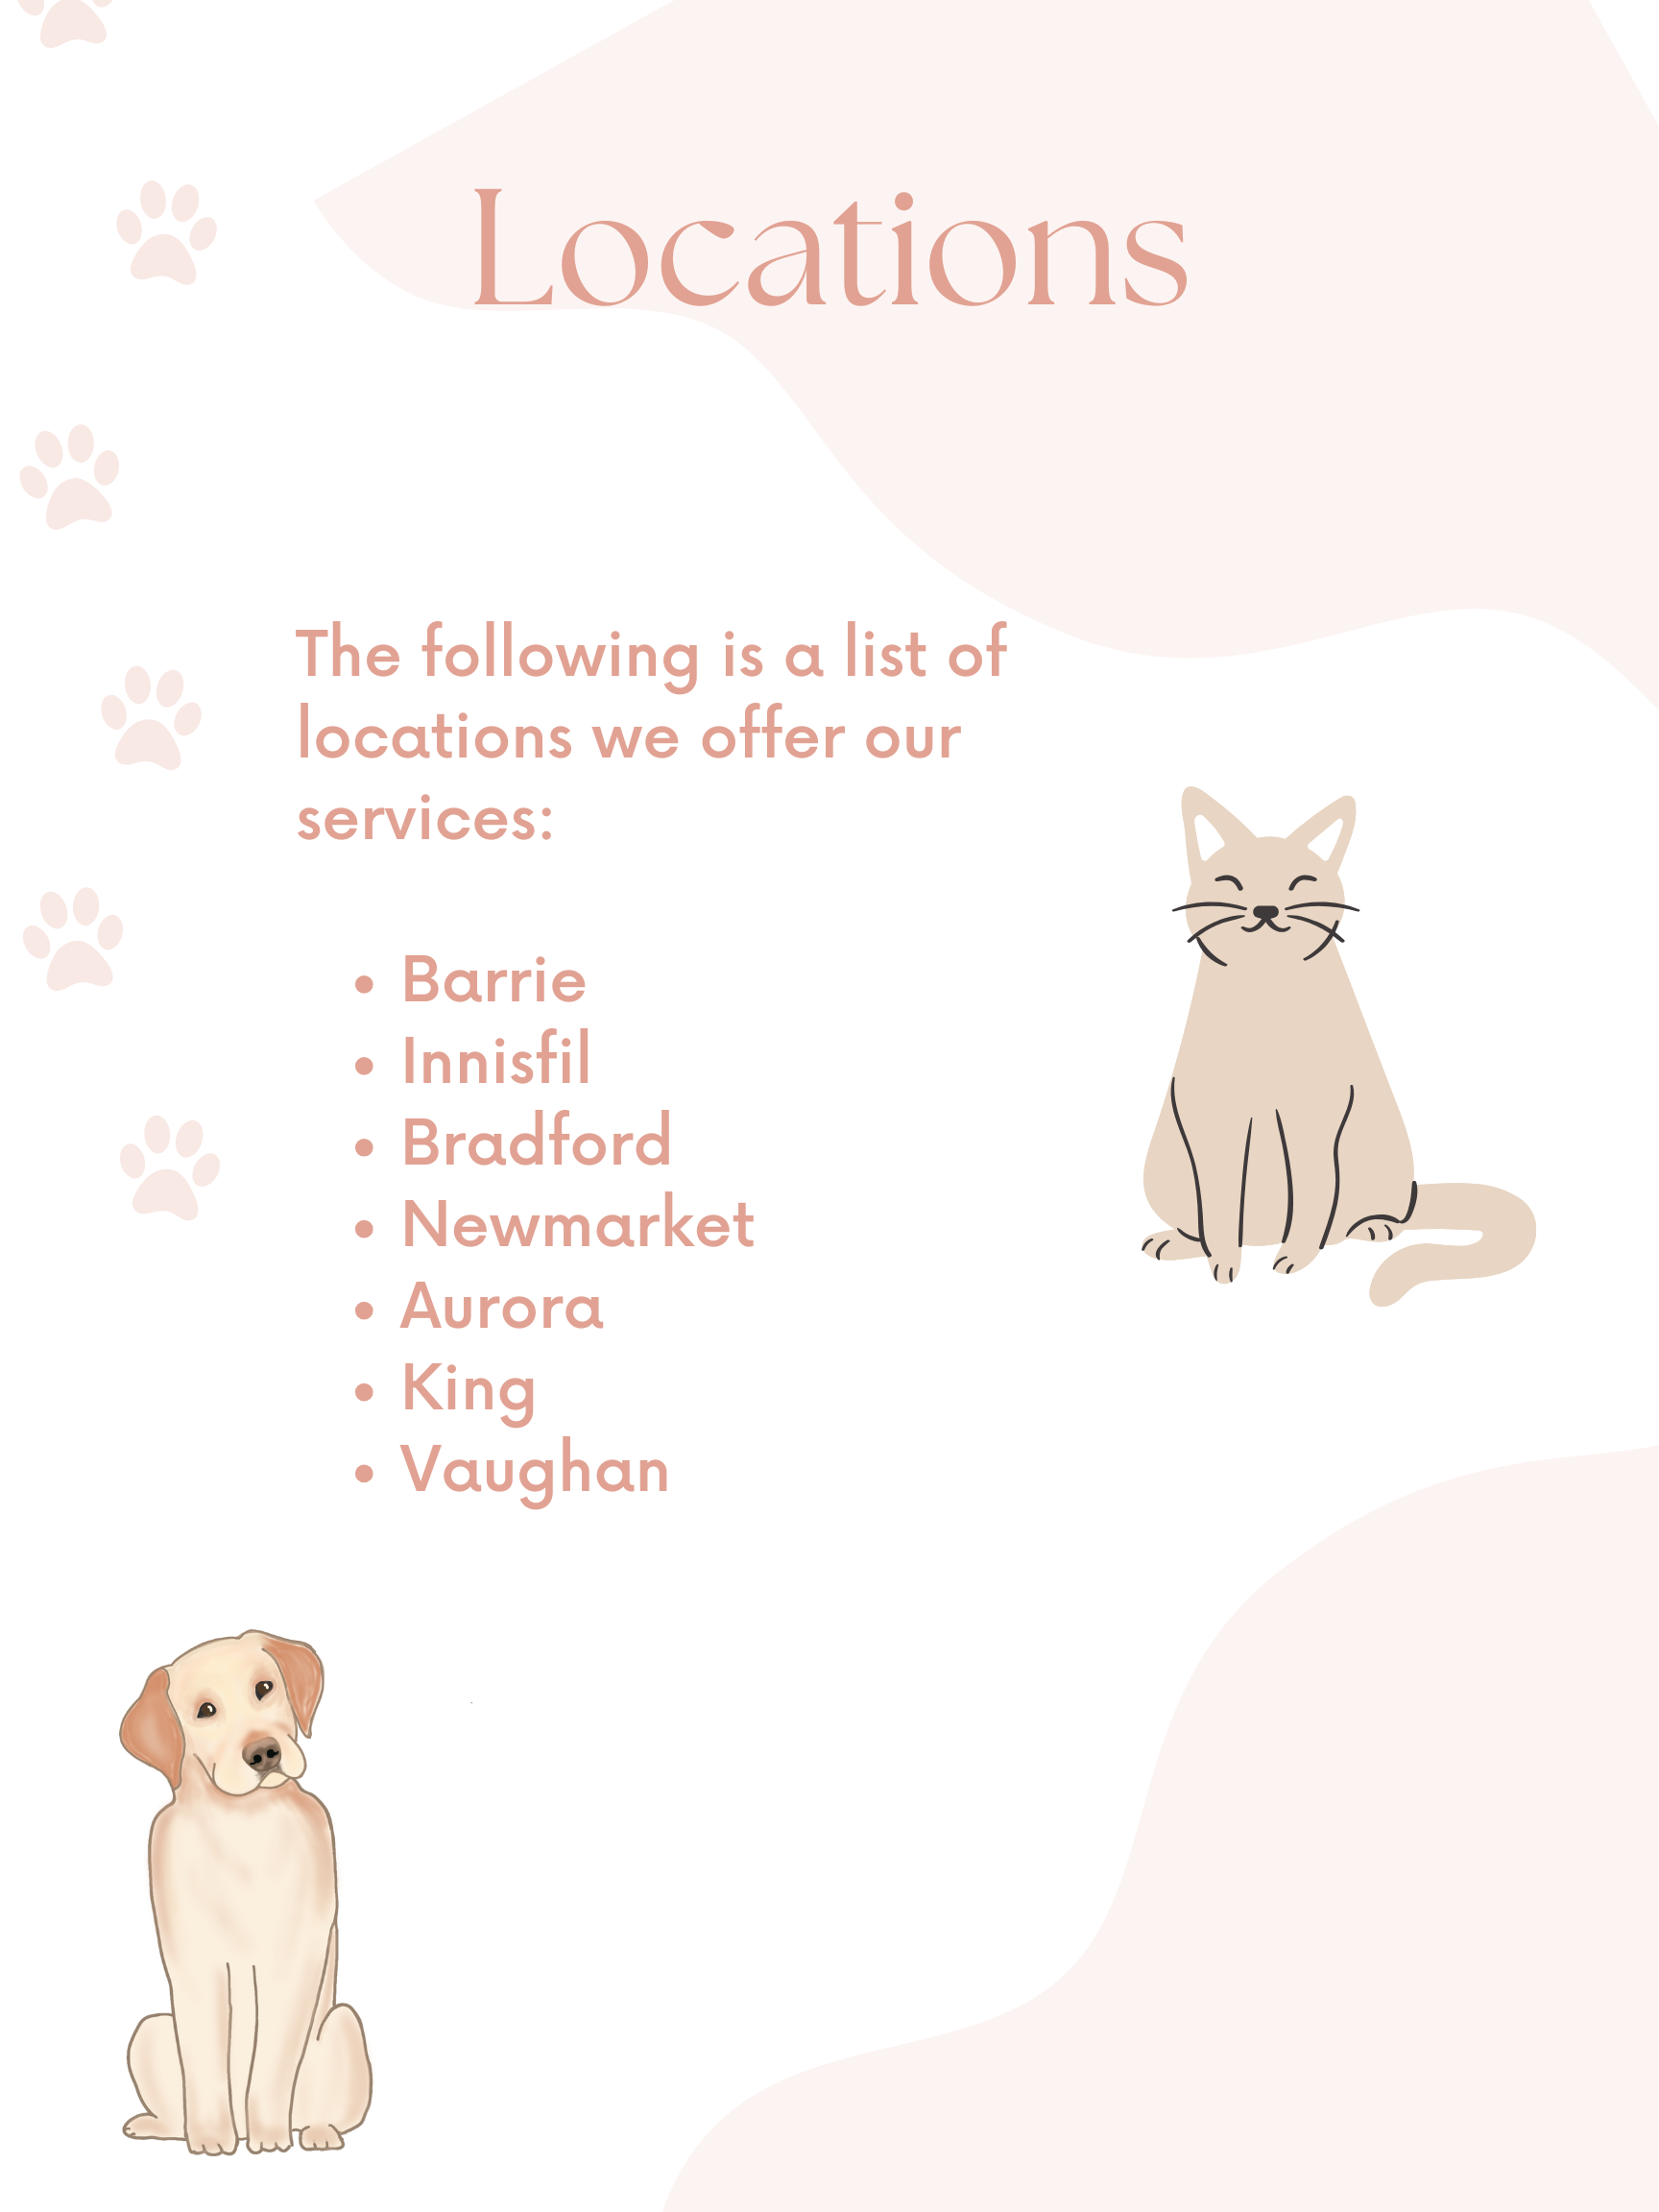 Locations
The following is a list of
locations we offer our
services:
• Barrie
• Innisfil
• Bradford
• Newmarket
• Aurora
• King
• Vaughan